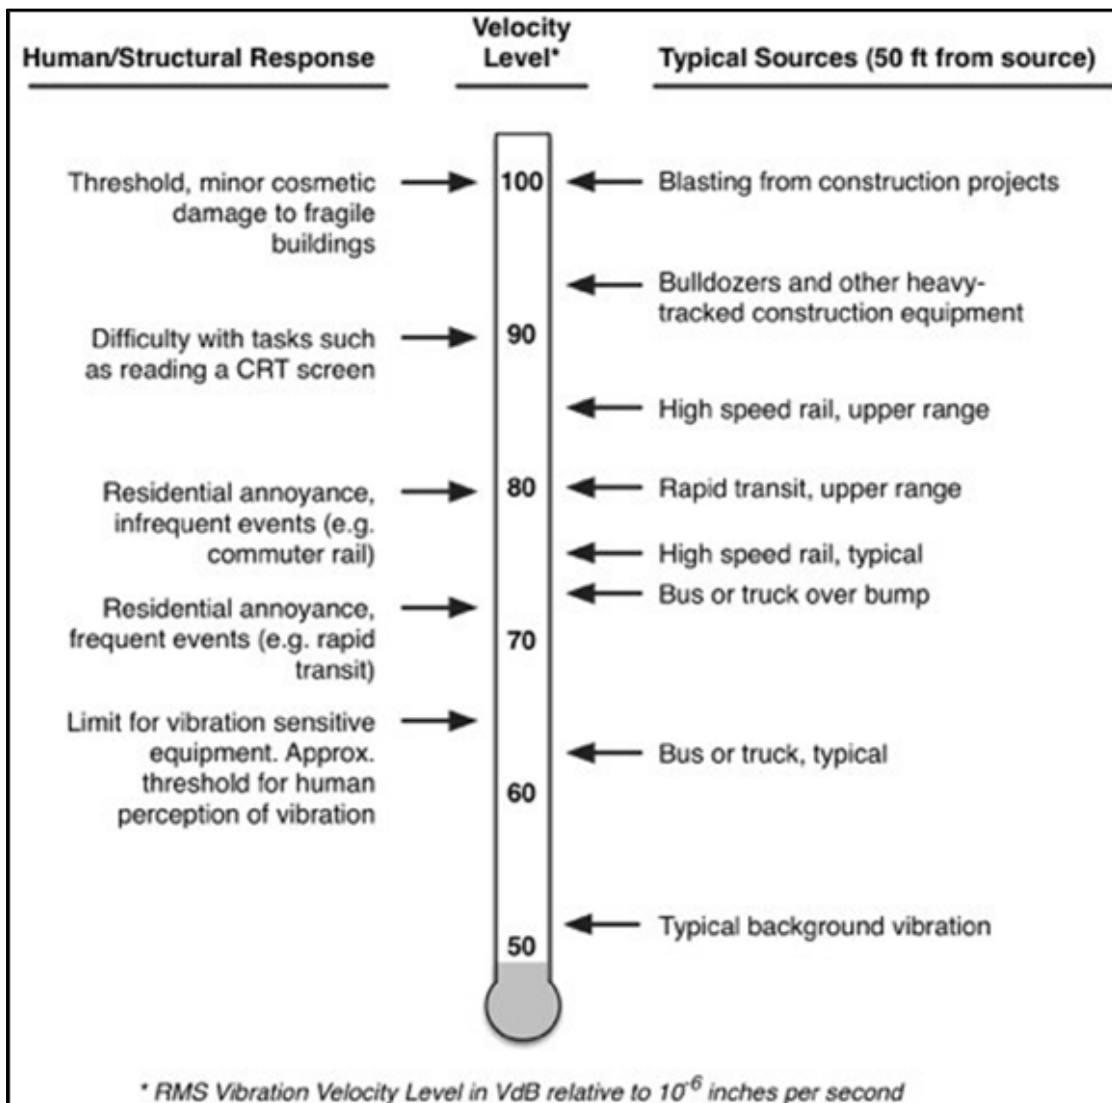 Human/Structural Response
Velocity
Level*
Typical Sources (50 ft from source)
Threshold, minor cosmetic
damage to fragile
buildings
100
Blasting from construction projects
Bulldozers and other heavy-
tracked construction equipment
Difficulty with tasks such
as reading a CRT screen
90
High speed rail, upper range
Residential annoyance,
infrequent events (e.g.
commuter rail)
80
Rapid transit, upper range
High speed rail, typical
Bus or truck over bump
Residential annoyance,
frequent events (e.g. rapid
transit)
70
Limit for vibration sensitive
equipment. Approx.
threshold for human
perception of vibration
Bus or truck, typical
60
Typical background vibration
50
* RMS Vibration Velocity Level in VdB relative to 10⁻⁶ inches per second